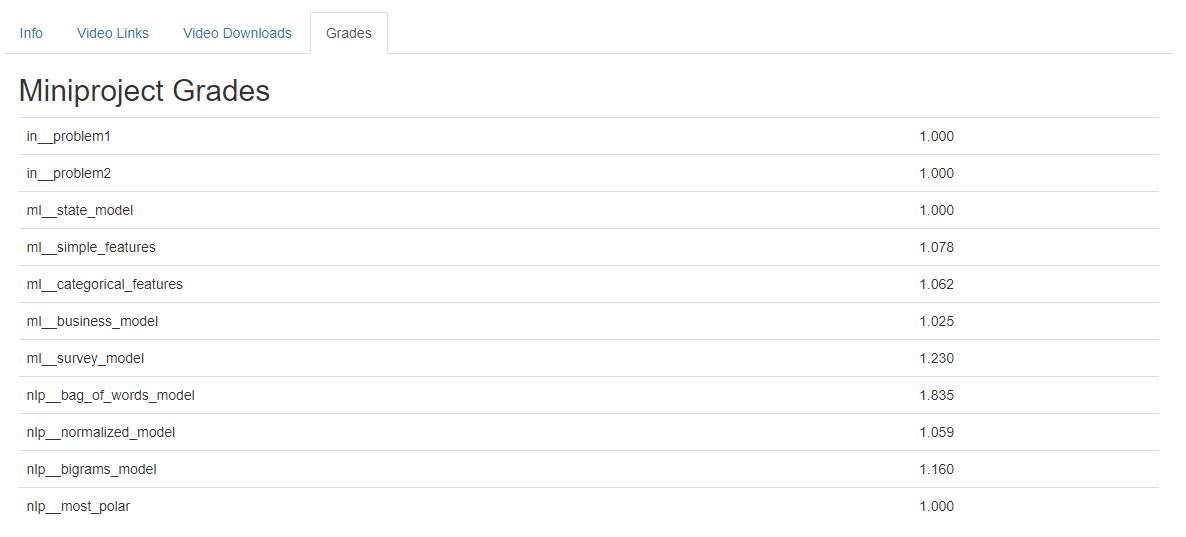 Info Video Links Video Downloads Grades
Miniproject Grades
in__problem1 1.000
in__problem2 1.000
ml__state_model 1.000
ml__simple_features 1.078
ml__categorical_features 1.062
ml__business_model 1.025
ml__survey_model 1.230
nlp__bag_of_words_model 1.835
nlp__normalized_model 1.059
nlp__bigrams_model 1.160
nlp__most_polar 1.000